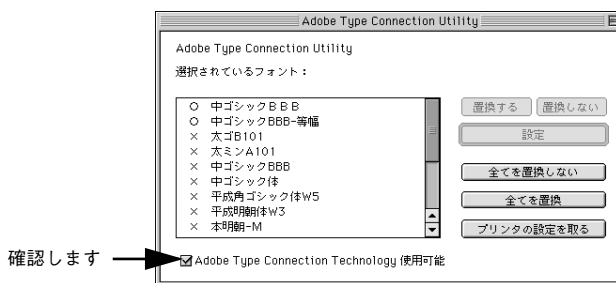 Adobe Type Connection Utility
Adobe Type Connection Utility
選択されているフォント：
○ 中ゴシックＢＢＢ
○ 中ゴシックBBB-等幅
× 太ゴB101
× 太ミンA101
× 中ゴシックBBB
× 中ゴシック体
× 平成角ゴシック体W5
× 平成明朝体W3
× 本明朝-M
置換する
置換しない
設定
全てを置換しない
全てを置換
プリンタの設定を取る
確認します
Adobe Type Connection Technology 使用可能